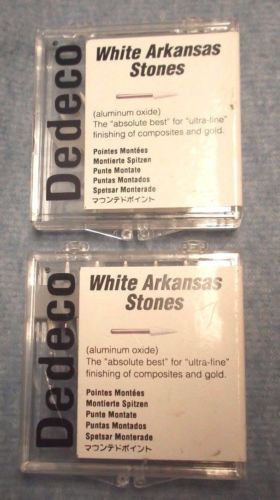 Dedeco®
White Arkansas
Stones
(aluminum oxide)
The "absolute best" for "ultra-fine"
finishing of composites and gold.
Pointes Montées
Montierte Spitzen
Punte Montate
Puntas Montados
Spetsar Monterade
マウンテドポイント
Dedeco®
White Arkansas
Stones
(aluminum oxide)
The "absolute best" for "ultra-fine"
finishing of composites and gold.
Pointes Montées
Montierte Spitzen
Punte Montate
Puntas Montados
Spetsar Monterade
マウンテドポイント